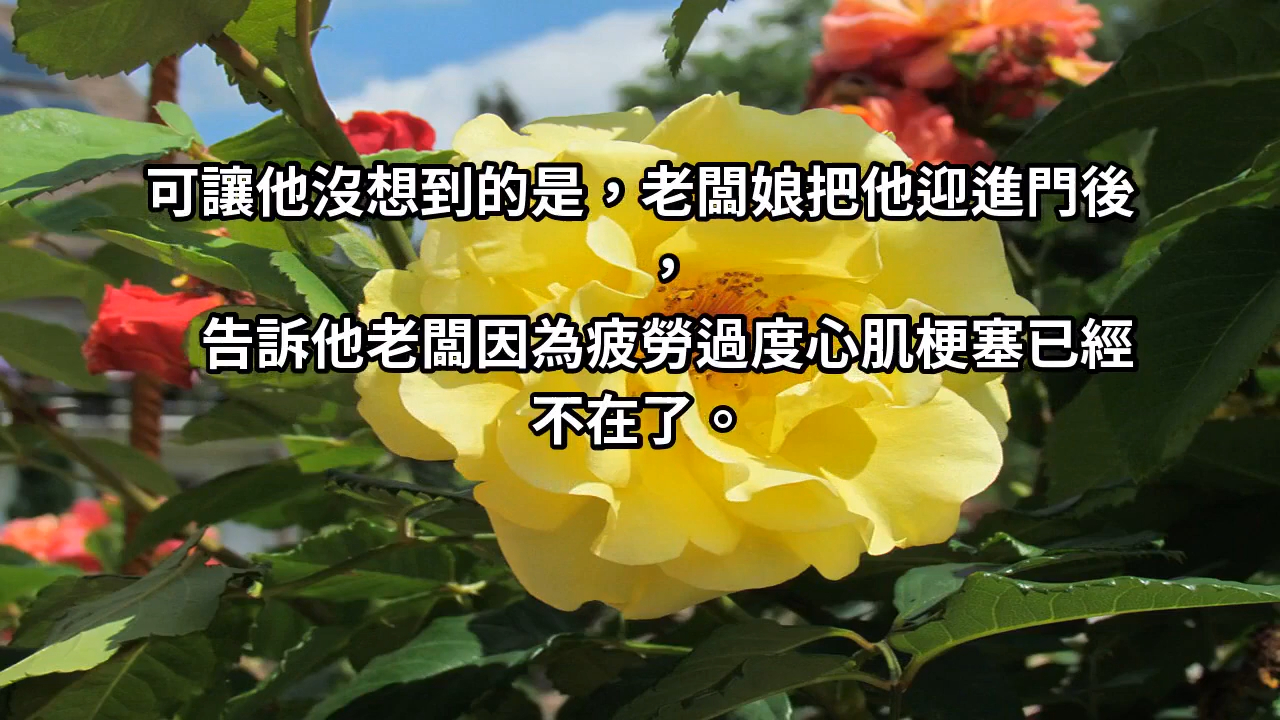 可讓他沒想到的是，老闆娘把他迎進門後
，
告訴他老闆因為疲勞過度心肌梗塞已經
不在了。